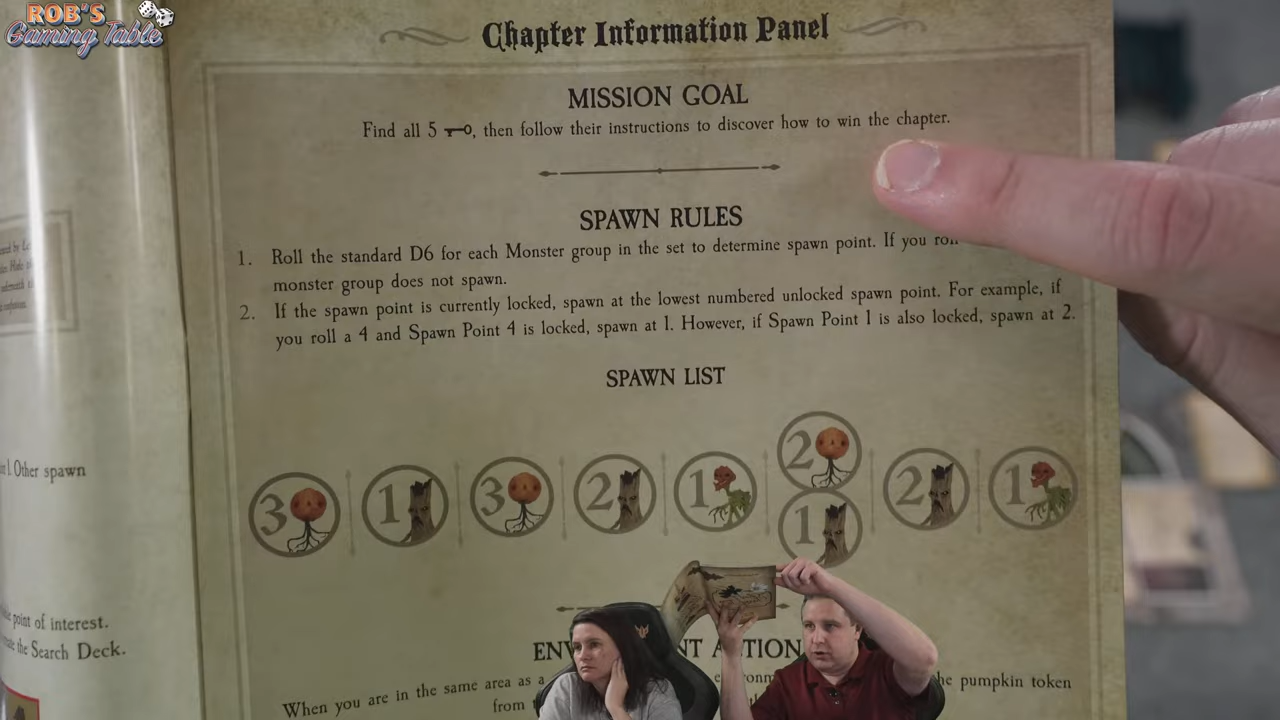 ROB'S
Gaming Table
Chapter Information Panel
MISSION GOAL
Find all 5 , then follow their instructions to discover how to win the chapter.
SPAWN RULES
1. Roll the standard D6 for each Monster group in the set to determine spawn point. If you
monster group does not spawn.
2. If the spawn point is currently locked, spawn at the lowest numbered unlocked spawn point. For example, if
you roll a 4 and Spawn Point 4 is locked, spawn at 1. However, if Spawn Point 1 is also locked, spawn at 2.
SPAWN LIST
3 1 3 2 1 2 2 1
1
Other spawn
point of interest.
the Search Deck.
When you are in the same area as a
the pumpkin token
from